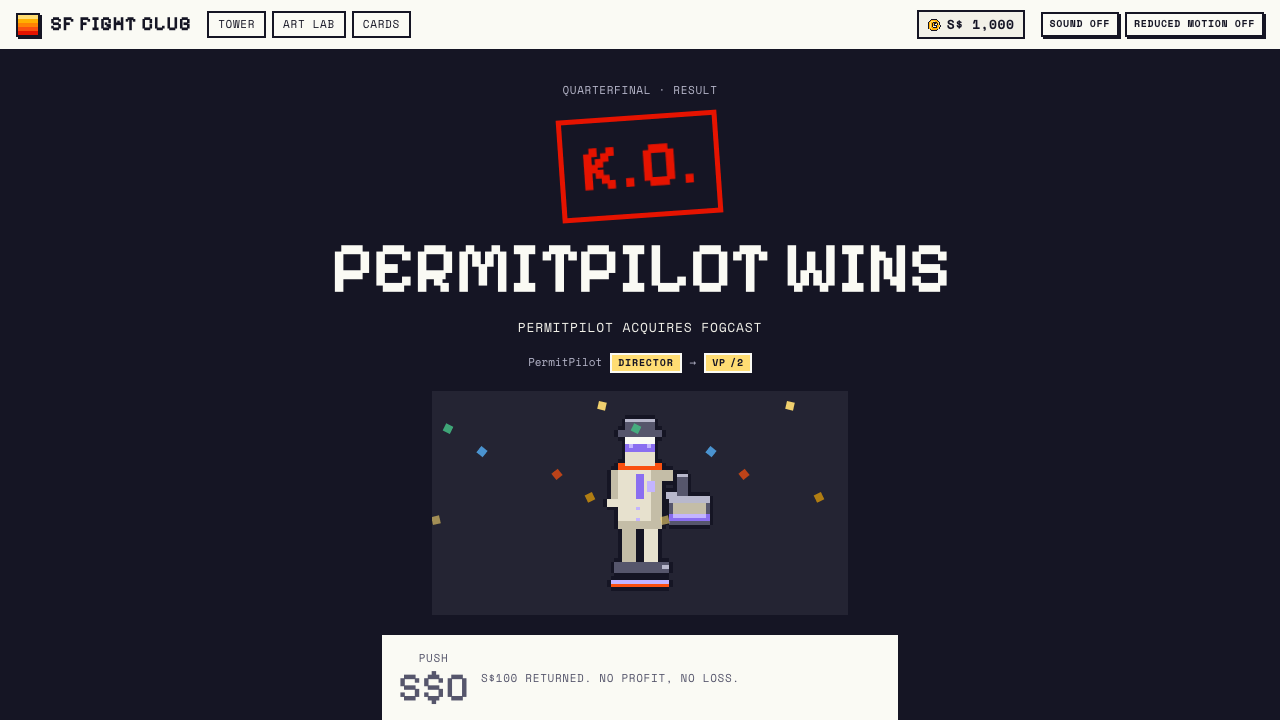 SF FIGHT CLUB TOWER ART LAB CARDS S$ 1,000 SOUND OFF REDUCED MOTION OFF
QUARTERFINAL · RESULT
K.O.
PERMITPILOT WINS
PERMITPILOT ACQUIRES FOGCAST
PermitPilot DIRECTOR → VP /2
PUSH
S$0 S$100 RETURNED. NO PROFIT, NO LOSS.